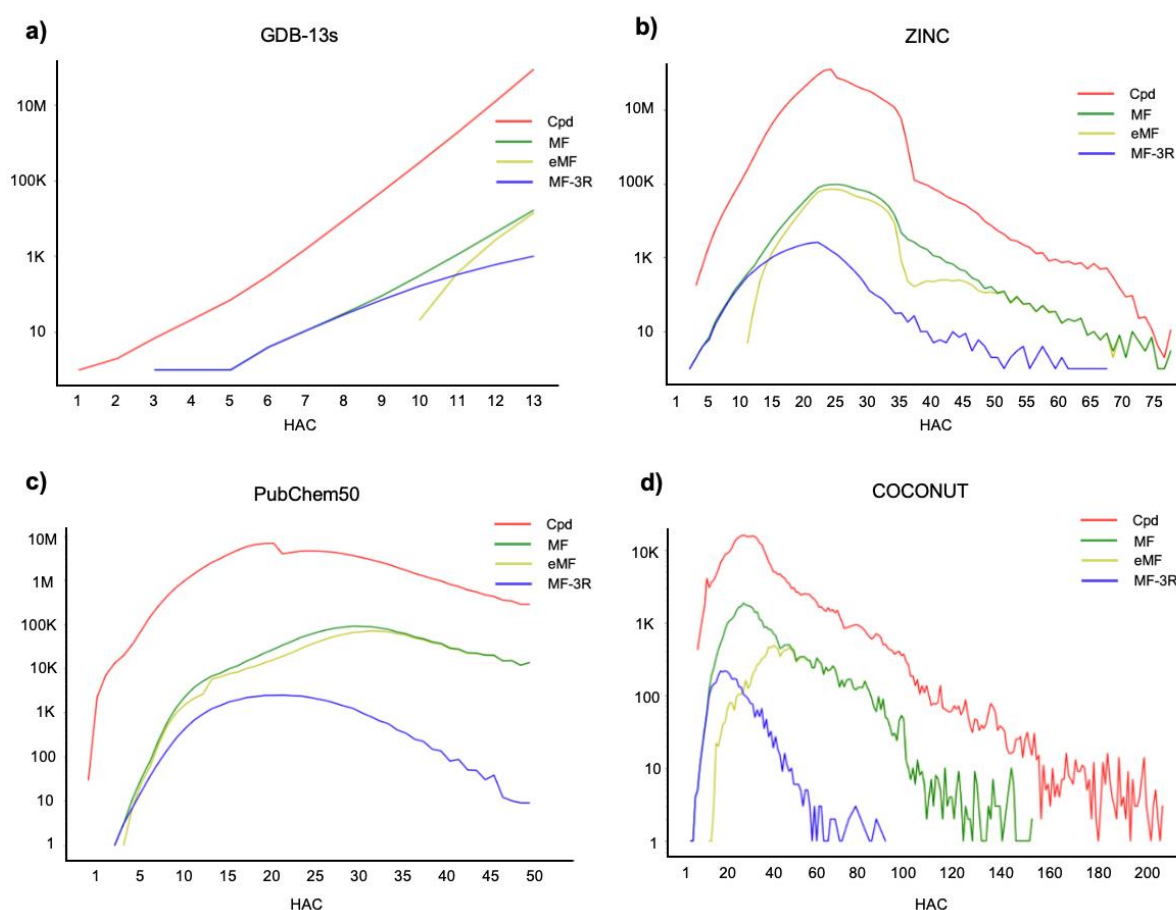 a)
GDB-13s
10M
100K
1K
10
Cpd
MF
eMF
MF-3R
1 2 3 4 5 6 7 8 9 10 11 12 13
HAC
b)
ZINC
10M
100K
1K
10
Cpd
MF
eMF
MF-3R
1 5 10 15 20 25 30 35 40 45 50 55 60 65 70 75
HAC
c)
PubChem50
10M
1M
100K
10K
1K
100
10
1
Cpd
MF
eMF
MF-3R
1 5 10 15 20 25 30 35 40 45 50
HAC
d)
COCONUT
10K
1K
100
10
1
Cpd
MF
eMF
MF-3R
1 20 40 60 80 100 120 140 160 180 200
HAC